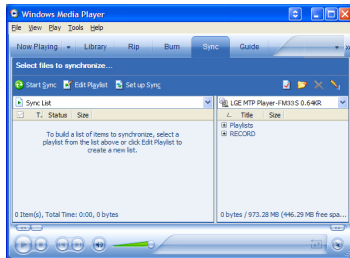 Windows Media Player
File View Play Tools Help
Now Playing Library Rip Burn Sync Guide
Select files to synchronize...
Start Sync Edit Playlist Set up Sync
Sync List
LGE MTP Player-FM33S 0.64KR
T.. Status Size
Title Size
Playlists
RECORD
To build a list of items to synchronize, select a
playlist from the list above or click Edit Playlist to
create a new list.
0 Item(s), Total Time: 0:00, 0 bytes
0 bytes / 973.28 MB (446.29 MB free spa...